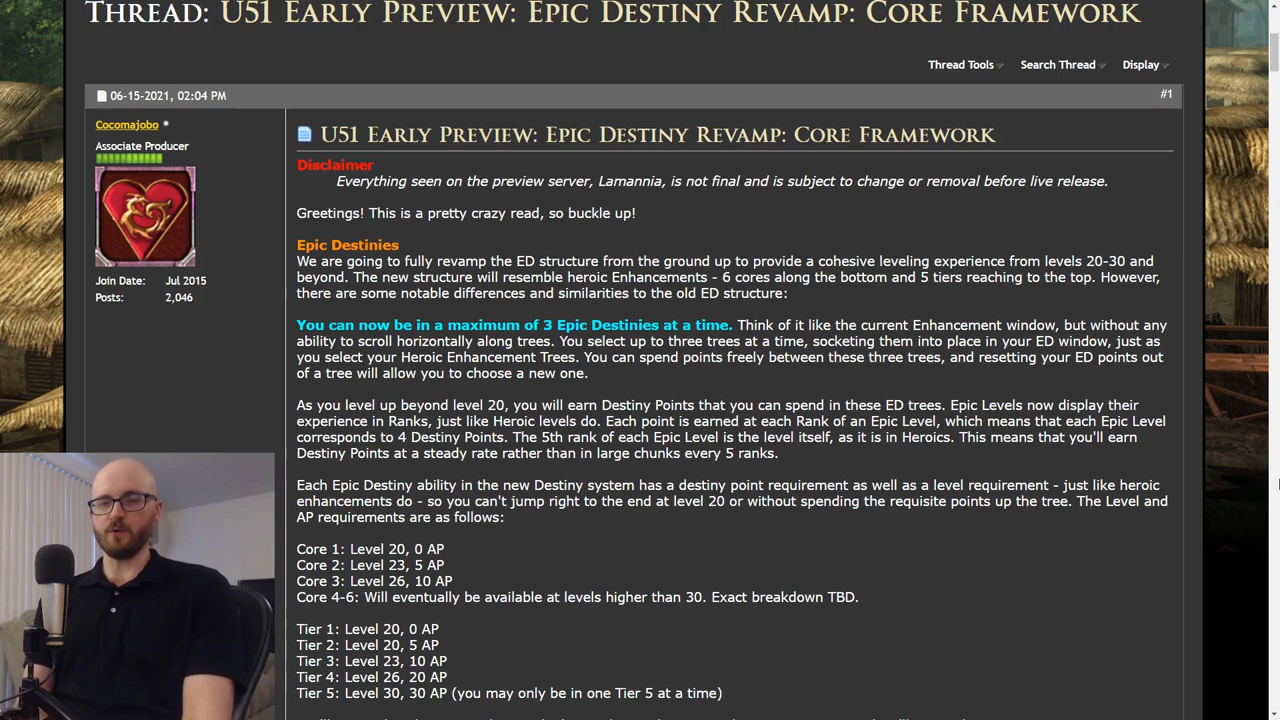 THREAD: U51 EARLY PREVIEW: EPIC DESTINY REVAMP: CORE FRAMEWORK
Thread Tools Search Thread Display
06-15-2021, 02:04 PM #1
Cocomajobo
Associate Producer
Join Date: Jul 2015
Posts: 2,046
U51 EARLY PREVIEW: EPIC DESTINY REVAMP: CORE FRAMEWORK
Disclaimer
Everything seen on the preview server, Lamannia, is not final and is subject to change or removal before live release.
Greetings! This is a pretty crazy read, so buckle up!
Epic Destinies
We are going to fully revamp the ED structure from the ground up to provide a cohesive leveling experience from levels 20-30 and
beyond. The new structure will resemble heroic Enhancements - 6 cores along the bottom and 5 tiers reaching to the top. However,
there are some notable differences and similarities to the old ED structure:
You can now be in a maximum of 3 Epic Destinies at a time. Think of it like the current Enhancement window, but without any
ability to scroll horizontally along trees. You select up to three trees at a time, socketing them into place in your ED window, just as
you select your Heroic Enhancement Trees. You can spend points freely between these three trees, and resetting your ED points out
of a tree will allow you to choose a new one.
As you level up beyond level 20, you will earn Destiny Points that you can spend in these ED trees. Epic Levels now display their
experience in Ranks, just like Heroic levels do. Each point is earned at each Rank of an Epic Level, which means that each Epic Level
corresponds to 4 Destiny Points. The 5th rank of each Epic Level is the level itself, as it is in Heroics. This means that you'll earn
Destiny Points at a steady rate rather than in large chunks every 5 ranks.
Each Epic Destiny ability in the new Destiny system has a destiny point requirement as well as a level requirement - just like heroic
enhancements do - so you can't jump right to the end at level 20 or without spending the requisite points up the tree. The Level and
AP requirements are as follows:
Core 1: Level 20, 0 AP
Core 2: Level 23, 5 AP
Core 3: Level 26, 10 AP
Core 4-6: Will eventually be available at levels higher than 30. Exact breakdown TBD.
Tier 1: Level 20, 0 AP
Tier 2: Level 20, 5 AP
Tier 3: Level 23, 10 AP
Tier 4: Level 26, 20 AP
Tier 5: Level 30, 30 AP (you may only be in one Tier 5 at a time)